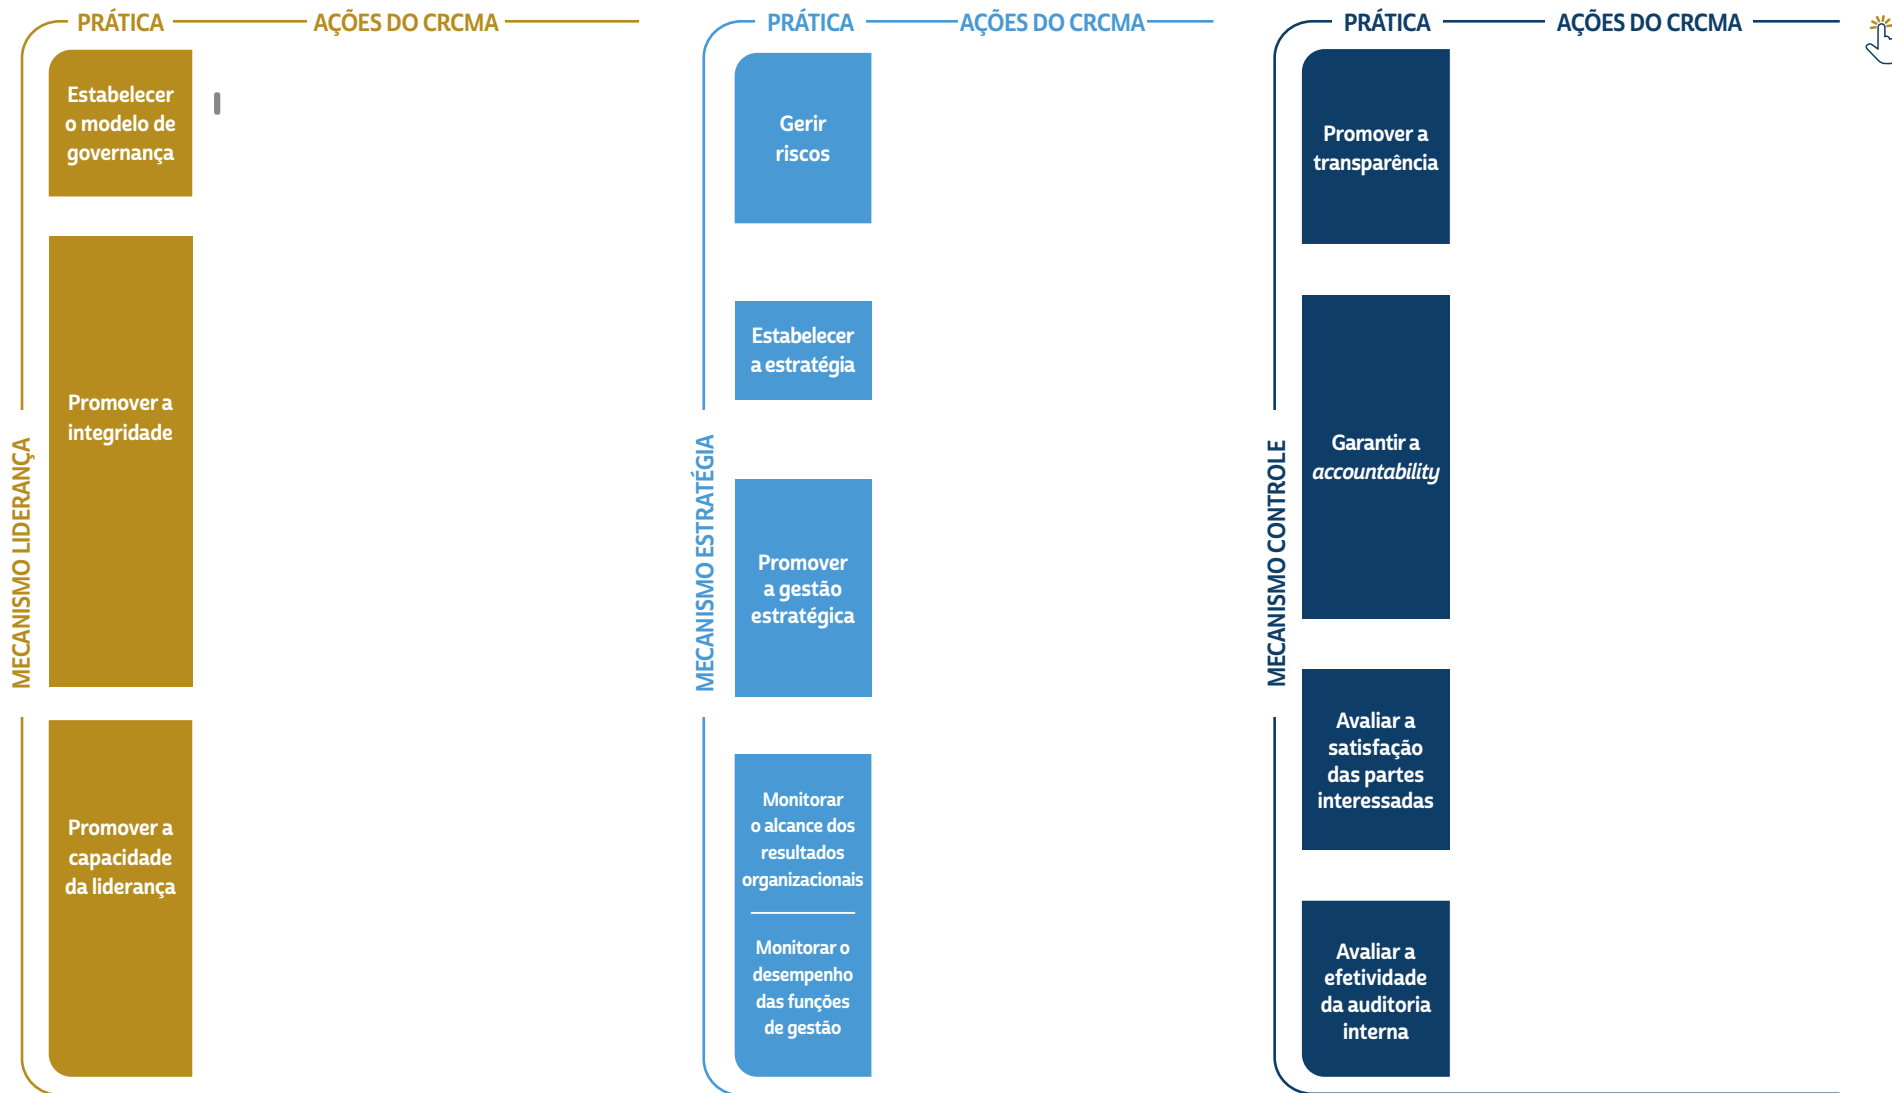 PRÁTICA
AÇÕES DO CRCMA
MECANISMO LIDERANÇA
Estabelecer
o modelo de
governança
Promover a
integridade
Promover a
capacidade
da liderança
PRÁTICA
AÇÕES DO CRCMA
MECANISMO ESTRATÉGIA
Gerir
riscos
Estabelecer
a estratégia
Promover
a gestão
estratégica
Monitorar
o alcance dos
resultados
organizacionais
Monitorar o
desempenho
das funções
de gestão
PRÁTICA
AÇÕES DO CRCMA
MECANISMO CONTROLE
Promover a
transparência
Garantir a
accountability
Avaliar a
satisfação
das partes
interessadas
Avaliar a
efetividade
da auditoria
interna